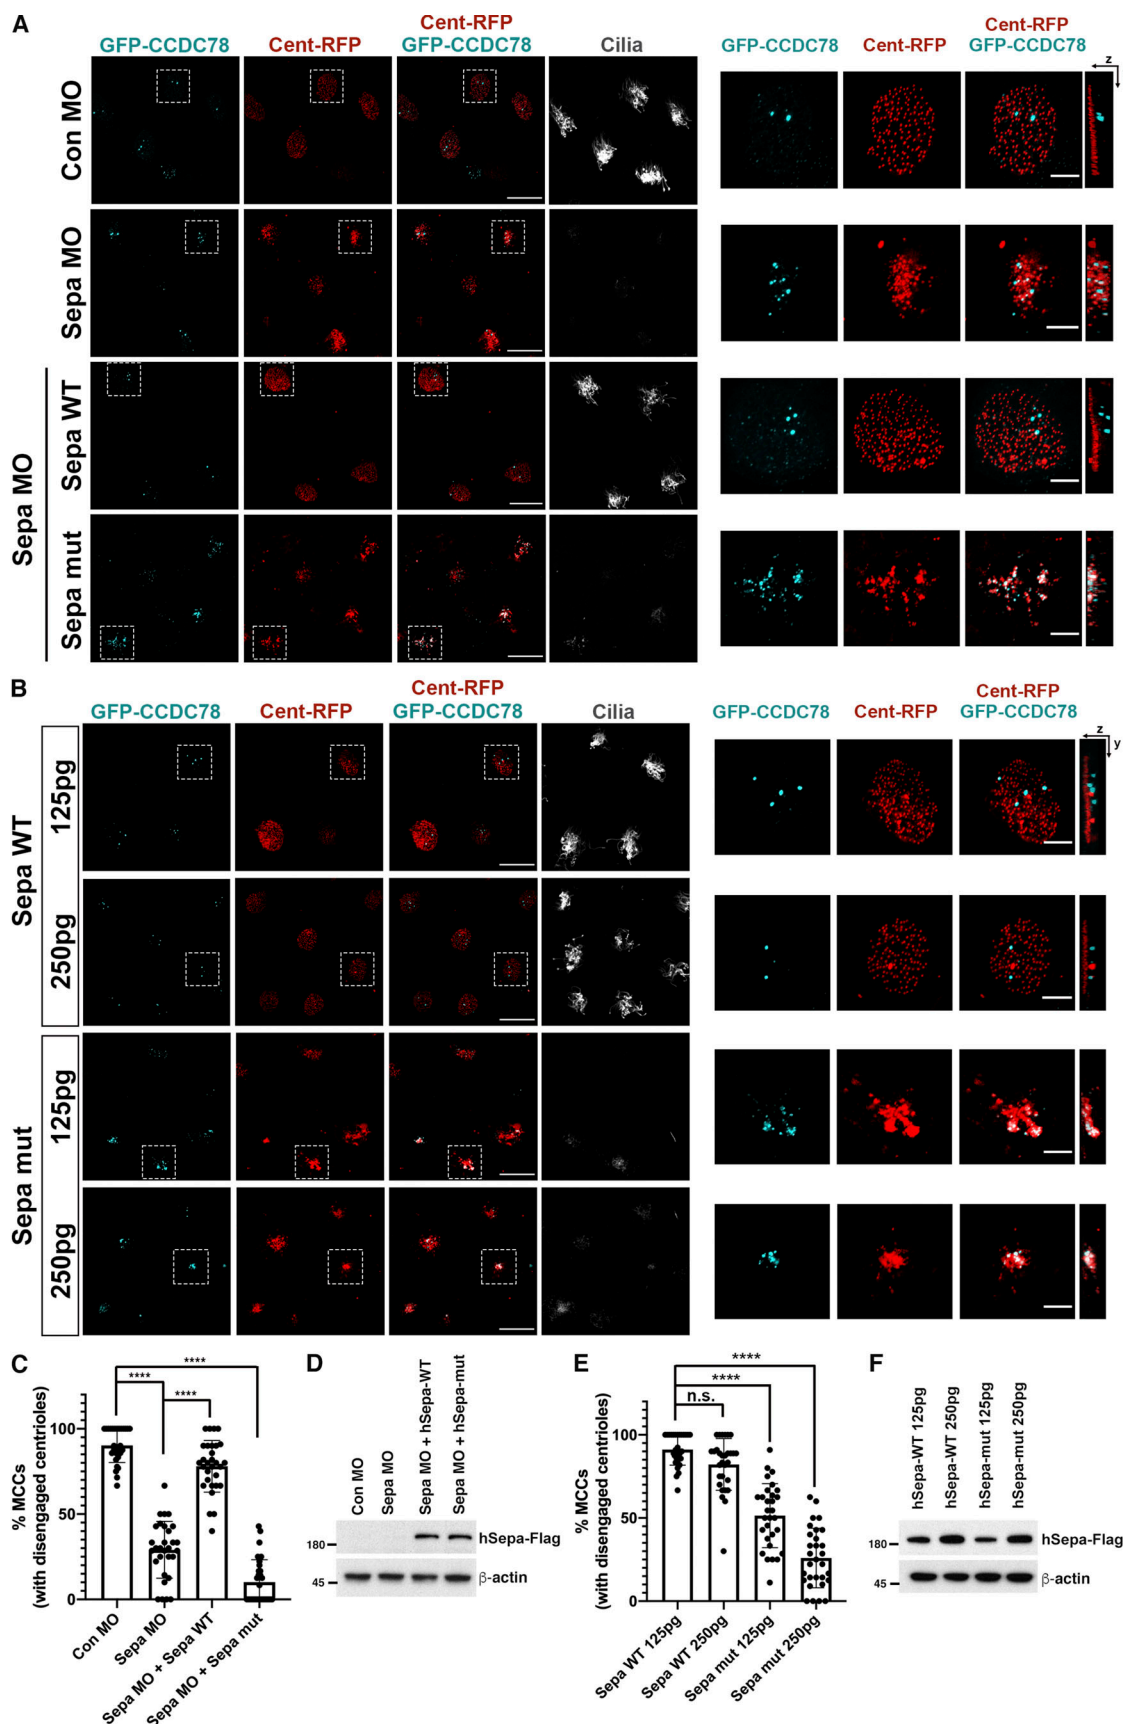 A
GFP-CCDC78
Cent-RFP
Cent-RFP
GFP-CCDC78
Cilia
GFP-CCDC78
Cent-RFP
Cent-RFP
GFP-CCDC78
z
Con MO
Sepa MO
Sepa MO
Sepa WT
Sepa mut
B
GFP-CCDC78
Cent-RFP
Cent-RFP
GFP-CCDC78
Cilia
GFP-CCDC78
Cent-RFP
Cent-RFP
GFP-CCDC78
z
y
Sepa WT
125pg
250pg
Sepa mut
125pg
250pg
C
% MCCs
(with disengaged centrioles)
100
50
0
****
****
****
Con MO
Sepa MO
Sepa MO + Sepa WT
Sepa MO + Sepa mut
D
Con MO
Sepa MO
Sepa MO + hSepa-WT
Sepa MO + hSepa-mut
180
hSepa-Flag
45
β-actin
E
% MCCs
(with disengaged centrioles)
100
50
0
****
****
n.s.
Sepa WT 125pg
Sepa WT 250pg
Sepa mut 125pg
Sepa mut 250pg
F
hSepa-WT 125pg
hSepa-WT 250pg
hSepa-mut 125pg
hSepa-mut 250pg
180
hSepa-Flag
45
β-actin